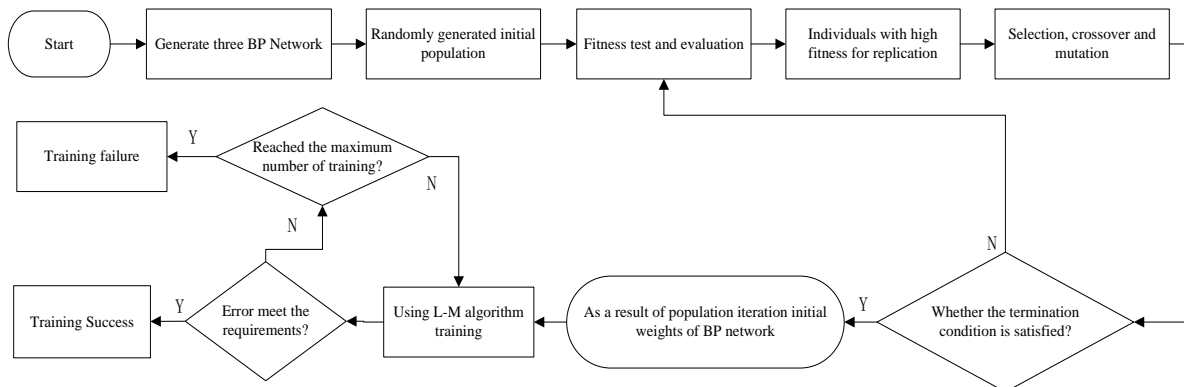 Start
Generate three BP Network
Randomly generated initial
population
Fitness test and evaluation
Individuals with high
fitness for replication
Selection, crossover and
mutation
Training failure
Y
Reached the maximum
number of training?
N
N
N
Training Success
Y
Error meet the
requirements?
Using L-M algorithm
training
As a result of population iteration initial
weights of BP network
Y
Whether the termination
condition is satisfied?